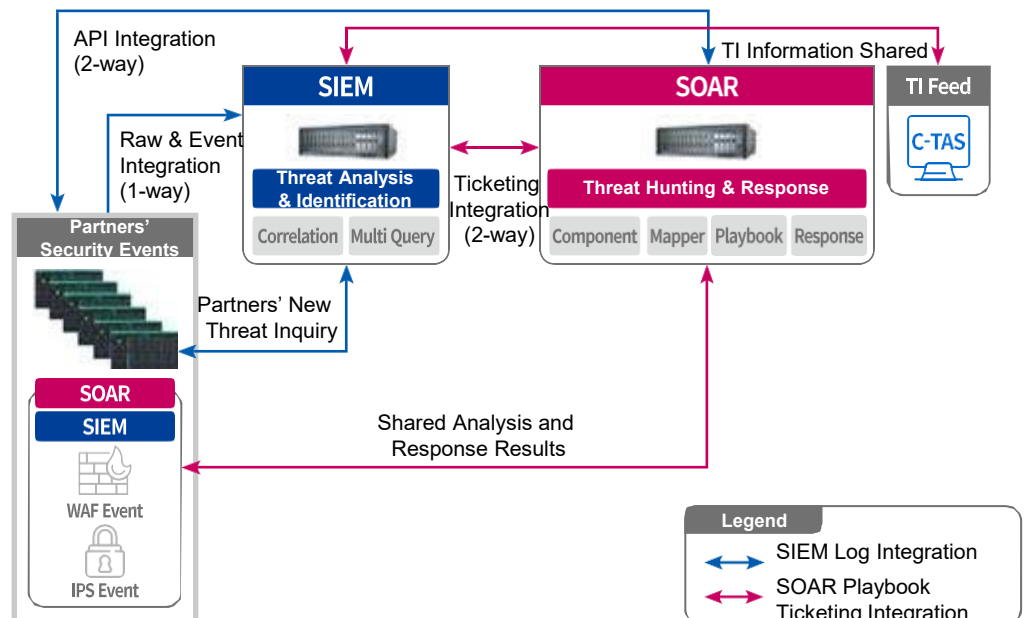 API Integration
(2-way)
TI Information Shared
SIEM
SOAR
TI Feed
C-TAS
Raw & Event
Integration
(1-way)
Threat Analysis
& Identification
Ticketing
Integration
(2-way)
Threat Hunting & Response
Correlation
Multi Query
Component
Mapper
Playbook
Response
Partners'
Security Events
Partners' New
Threat Inquiry
SOAR
SIEM
WAF Event
IPS Event
Shared Analysis and
Response Results
Legend
SIEM Log Integration
SOAR Playbook
Ticketing Integration